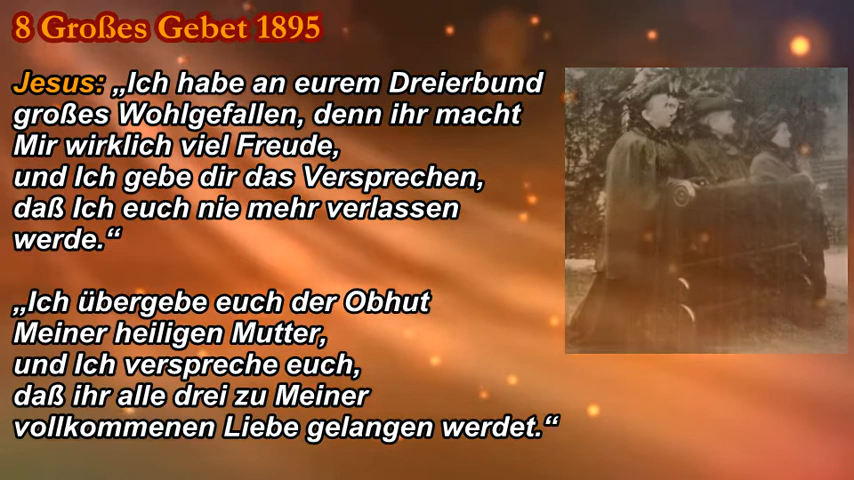 8 Großes Gebet 1895
Jesus: „Ich habe an eurem Dreierbund
großes Wohlgefallen, denn ihr macht
Mir wirklich viel Freude,
und Ich gebe dir das Versprechen,
daß Ich euch nie mehr verlassen
werde.“
„Ich übergebe euch der Obhut
Meiner heiligen Mutter,
und Ich verspreche euch,
daß ihr alle drei zu Meiner
vollkommenen Liebe gelangen werdet.“